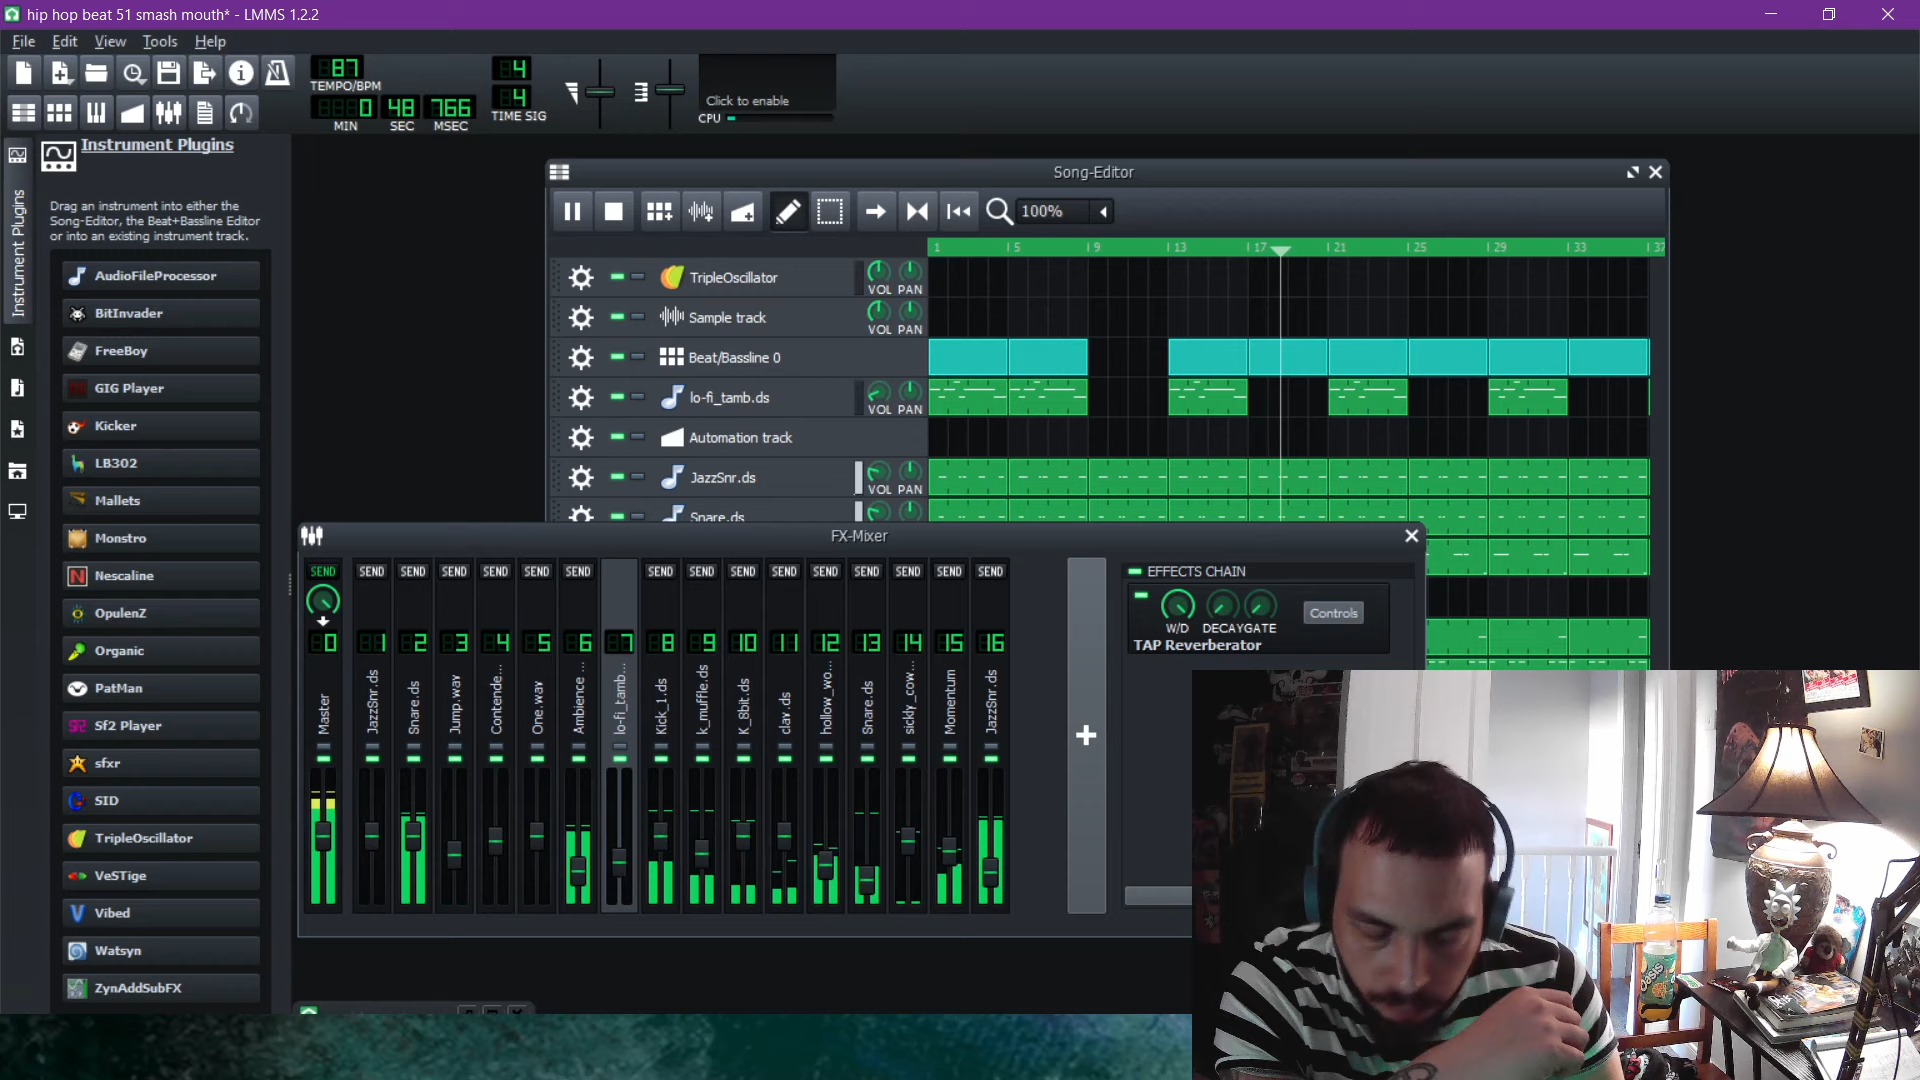 hip hop beat 51 smash mouth* - LMMS 1.2.2
File Edit View Tools Help
87
TEMPO/BPM
0 48 766
MIN SEC MSEC
4
4
TIME SIG
Click to enable
CPU
Instrument Plugins
Instrument Plugins
Drag an instrument into either the
Song-Editor, the Beat+Bassline Editor
or into an existing instrument track.
AudioFileProcessor
BitInvader
FreeBoy
GIG Player
Kicker
LB302
Mallets
Monstro
Nescaline
OpulenZ
Organic
PatMan
Sf2 Player
sfxr
SID
TripleOscillator
VeSTige
Vibed
Watsyn
ZynAddSubFX
Song-Editor
100%
1 5 9 13 17 21 25 29 33 37
TripleOscillator VOL PAN
Sample track VOL PAN
Beat/Bassline 0
lo-fi_tamb.ds VOL PAN
Automation track
JazzSnr.ds VOL PAN
Snare.ds
FX-Mixer
SEND SEND SEND SEND SEND SEND SEND SEND SEND SEND SEND SEND SEND SEND SEND SEND
0 1 2 3 4 5 6 7 8 9 10 11 12 13 14 15 16
Master
JazzSnr.ds
Snare.ds
Jump.wav
Contende...
One.wav
Ambience ...
lo-fi_tamb...
Kick_1.ds
k_muffle.ds
K_8bit.ds
clav.ds
hollow_wo...
Snare.ds
sickly_cow...
Momentum
JazzSnr.ds
EFFECTS CHAIN
W/D DECAY GATE
Controls
TAP Reverberator
OASIS